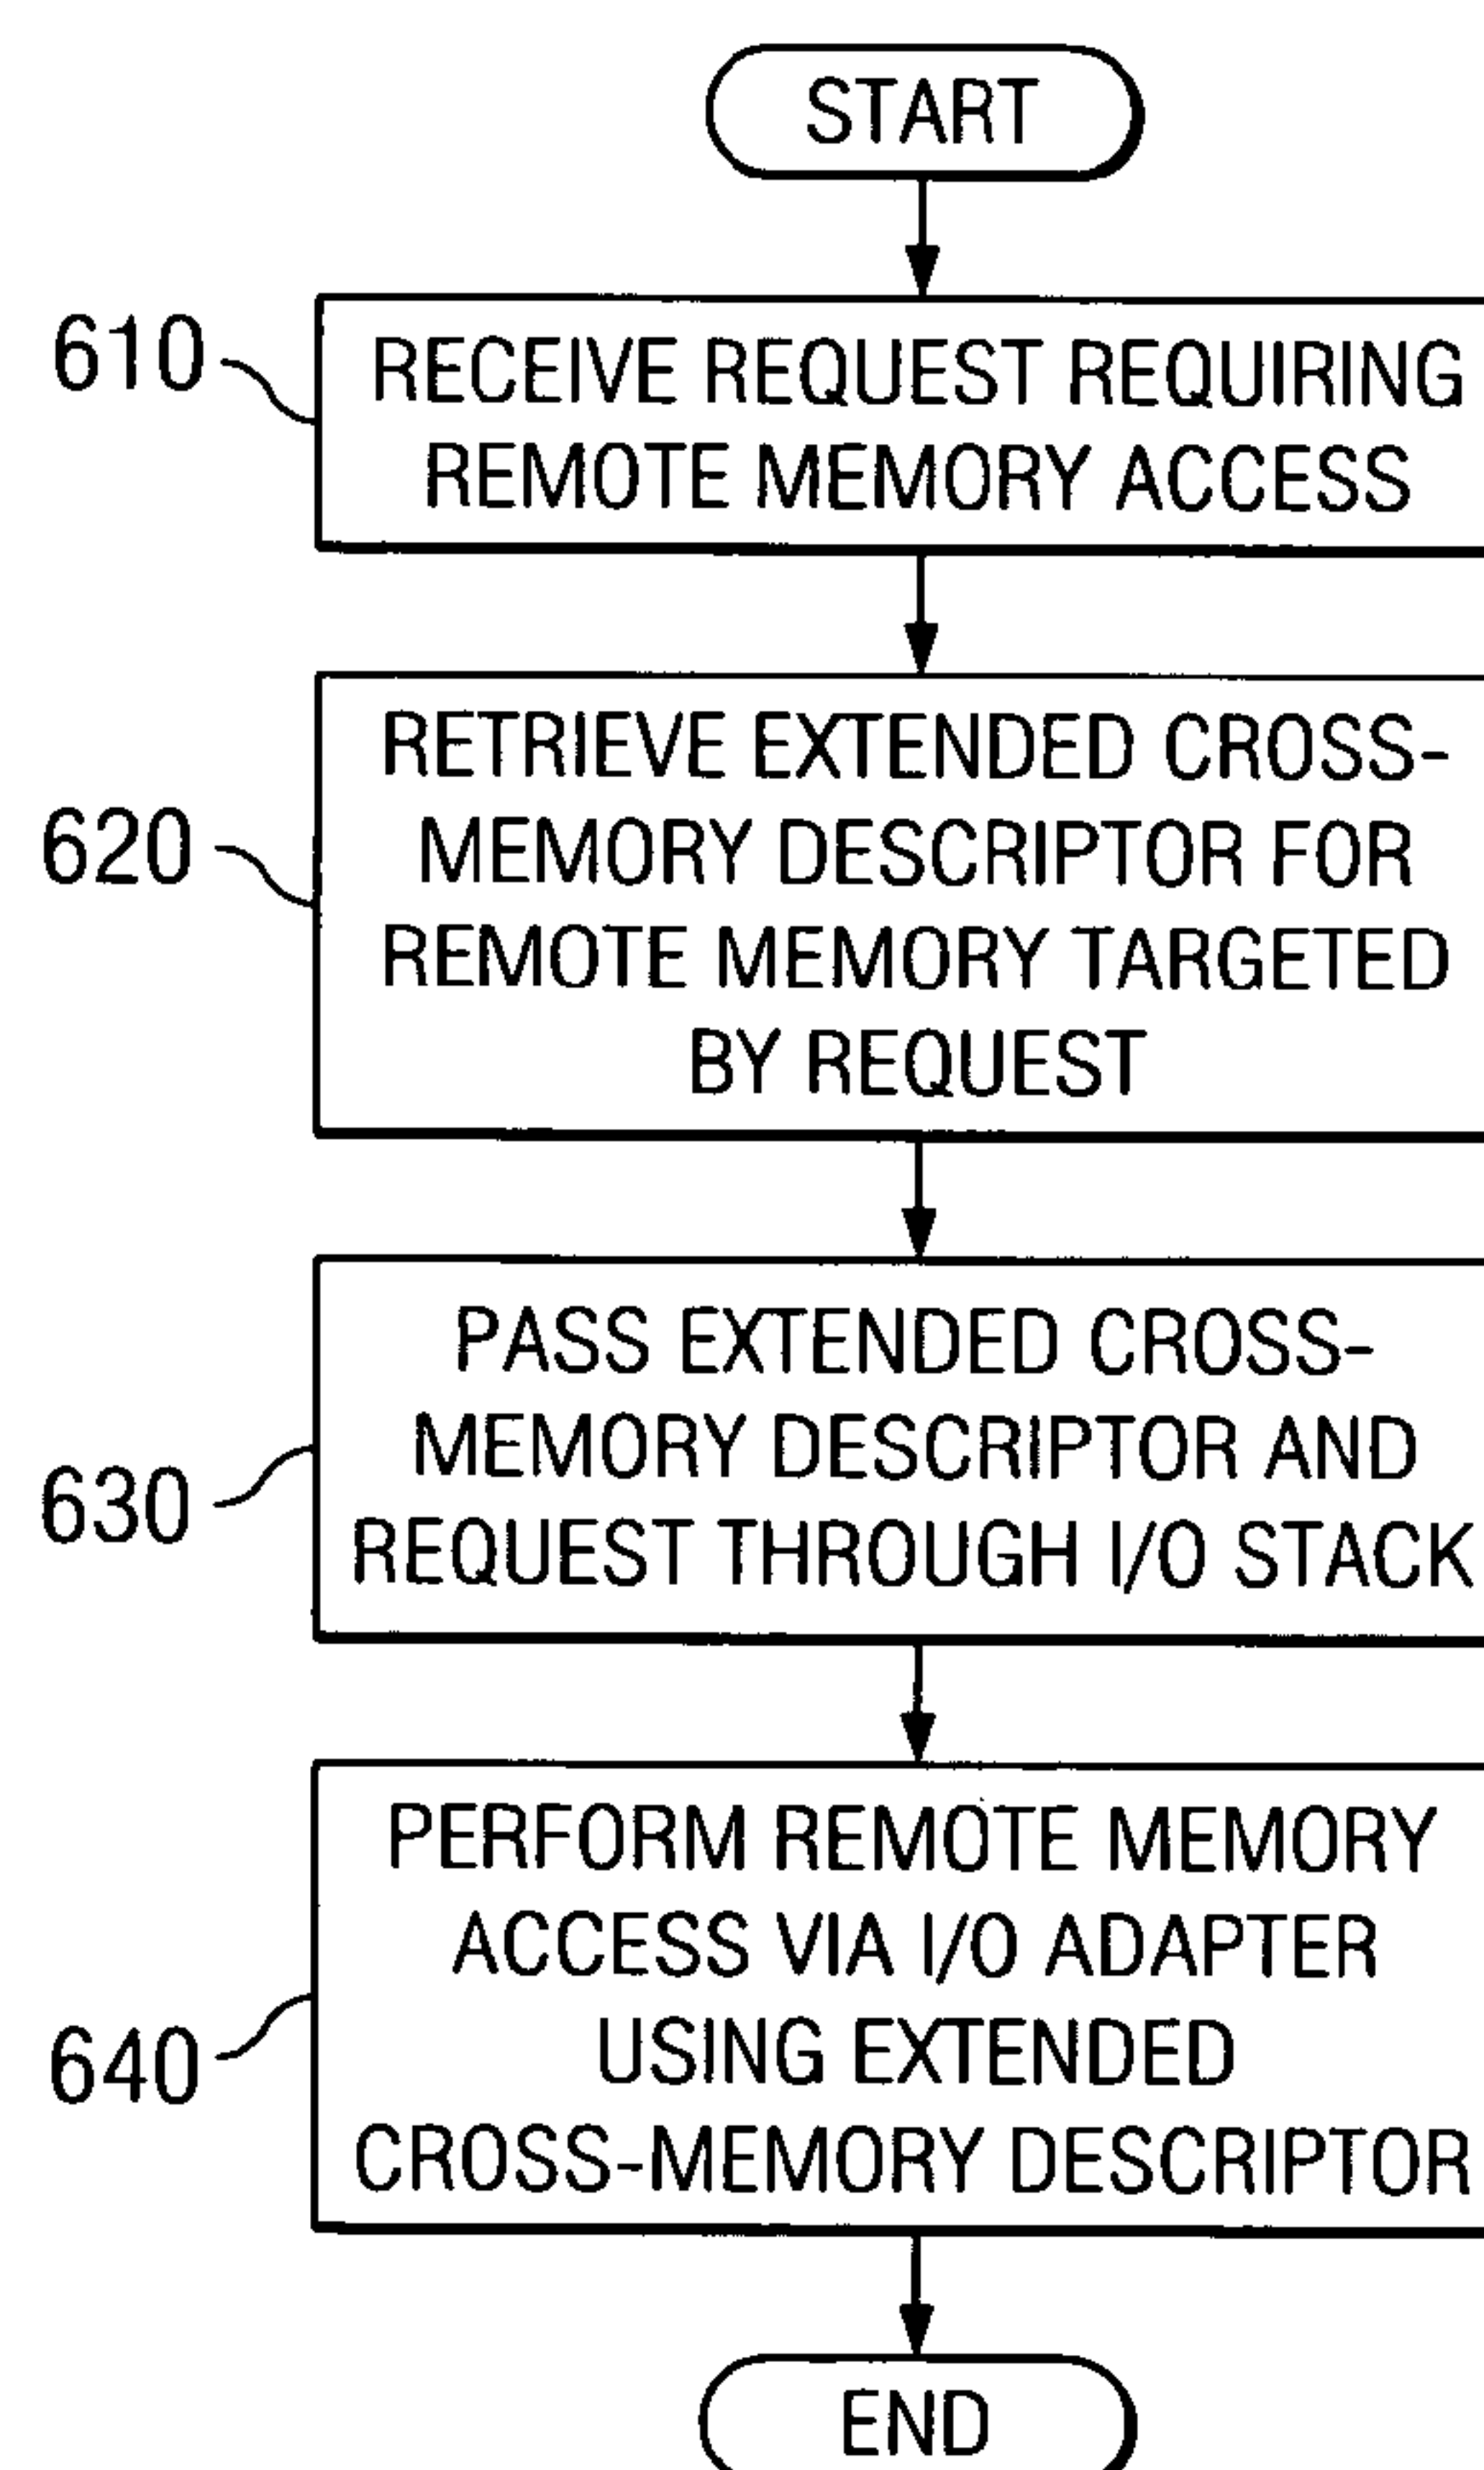 START
610
RECEIVE REQUEST REQUIRING
REMOTE MEMORY ACCESS
620
RETRIEVE EXTENDED CROSS-
MEMORY DESCRIPTOR FOR
REMOTE MEMORY TARGETED
BY REQUEST
630
PASS EXTENDED CROSS-
MEMORY DESCRIPTOR AND
REQUEST THROUGH I/O STACK
640
PERFORM REMOTE MEMORY
ACCESS VIA I/O ADAPTER
USING EXTENDED
CROSS-MEMORY DESCRIPTOR
END